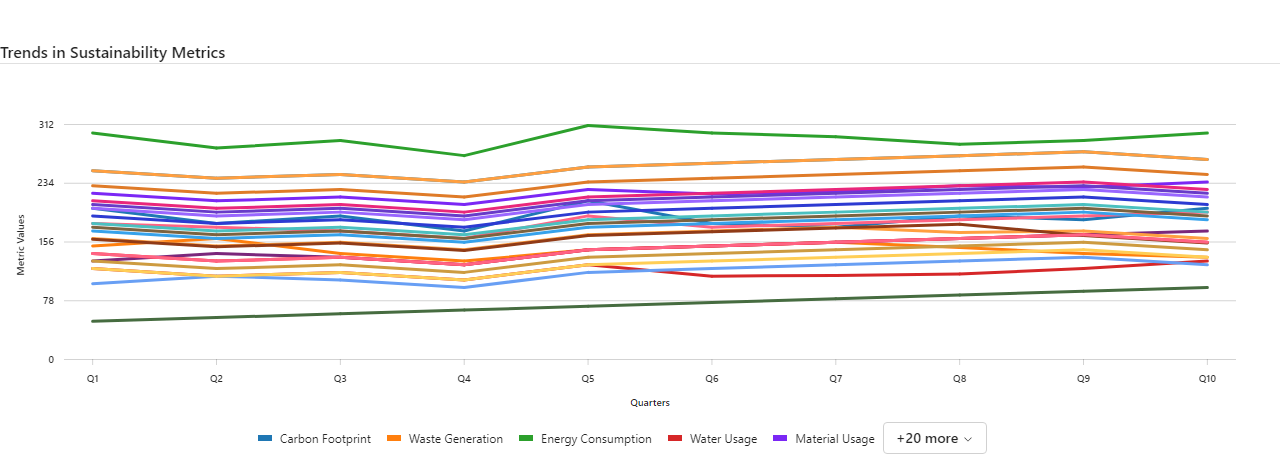 Trends in Sustainability Metrics
312
234
156
78
0
Metric Values
Q1 Q2 Q3 Q4 Q5 Q6 Q7 Q8 Q9 Q10
Quarters
Carbon Footprint Waste Generation Energy Consumption Water Usage Material Usage +20 more